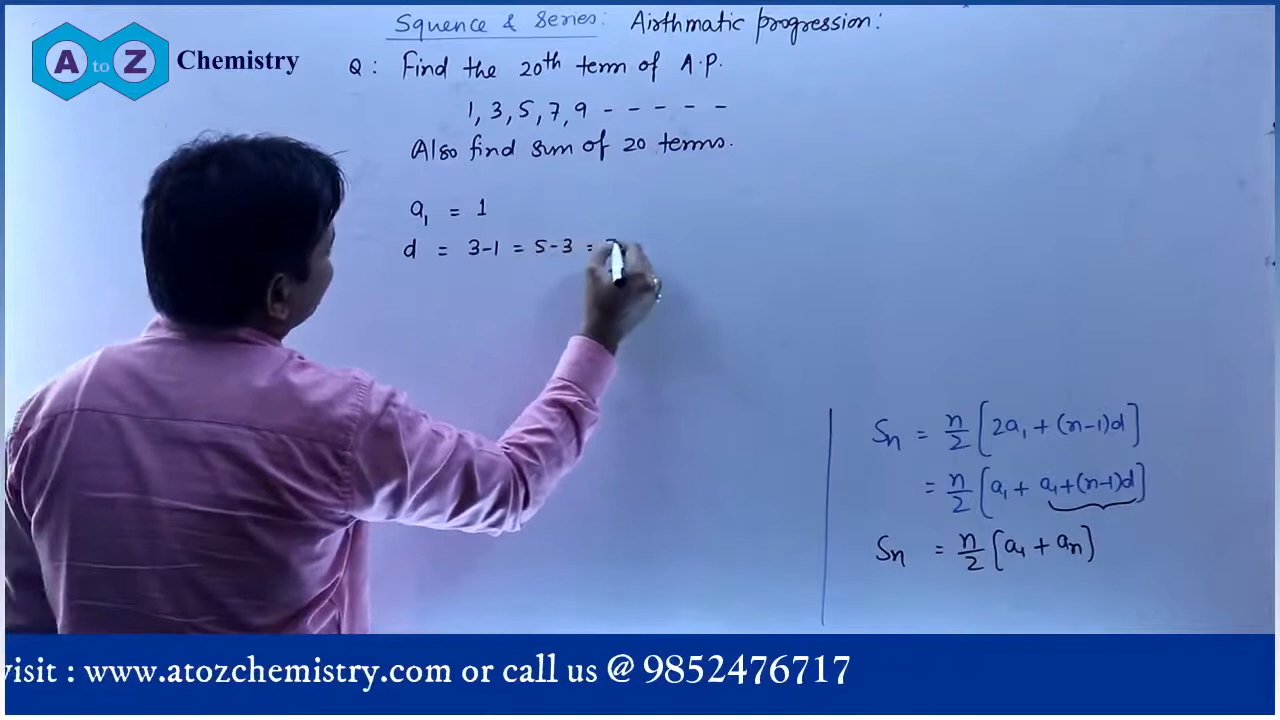 Squence & Series: Airthmatic progression:
A to Z Chemistry
Q: Find the 20th term of A.P.
1, 3, 5, 7, 9 - - - - -
Also find sum of 20 terms.
a₁ = 1
d = 3-1 = 5-3 =
Sn = n/2 [2a₁ + (n-1)d]
= n/2 [a₁ + a₁+(n-1)d]
Sn = n/2 [a₁ + an]
visit : www.atozchemistry.com or call us @ 9852476717